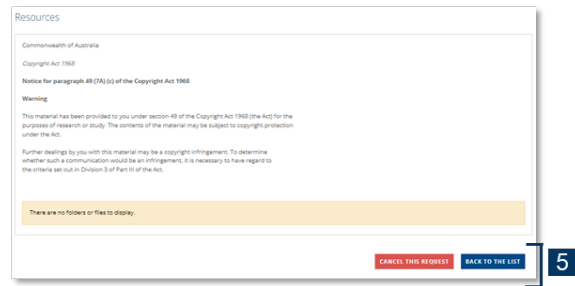 Resources
Commonwealth of Australia
Copyright Act 1968
Notice for paragraph 49 (7A) (c) of the Copyright Act 1968
Warning
This material has been provided to you under section 49 of the Copyright Act 1968 (the Act) for the
purposes of research or study. The contents of the material may be subject to copyright protection
under the Act.
Further dealings by you with this material may be a copyright infringement. To determine
whether such a communication would be an infringement, it is necessary to have regard to
the criteria set out in Division 3 of Part III of the Act.
There are no folders or files to display.
CANCEL THIS REQUEST BACK TO THE LIST
5